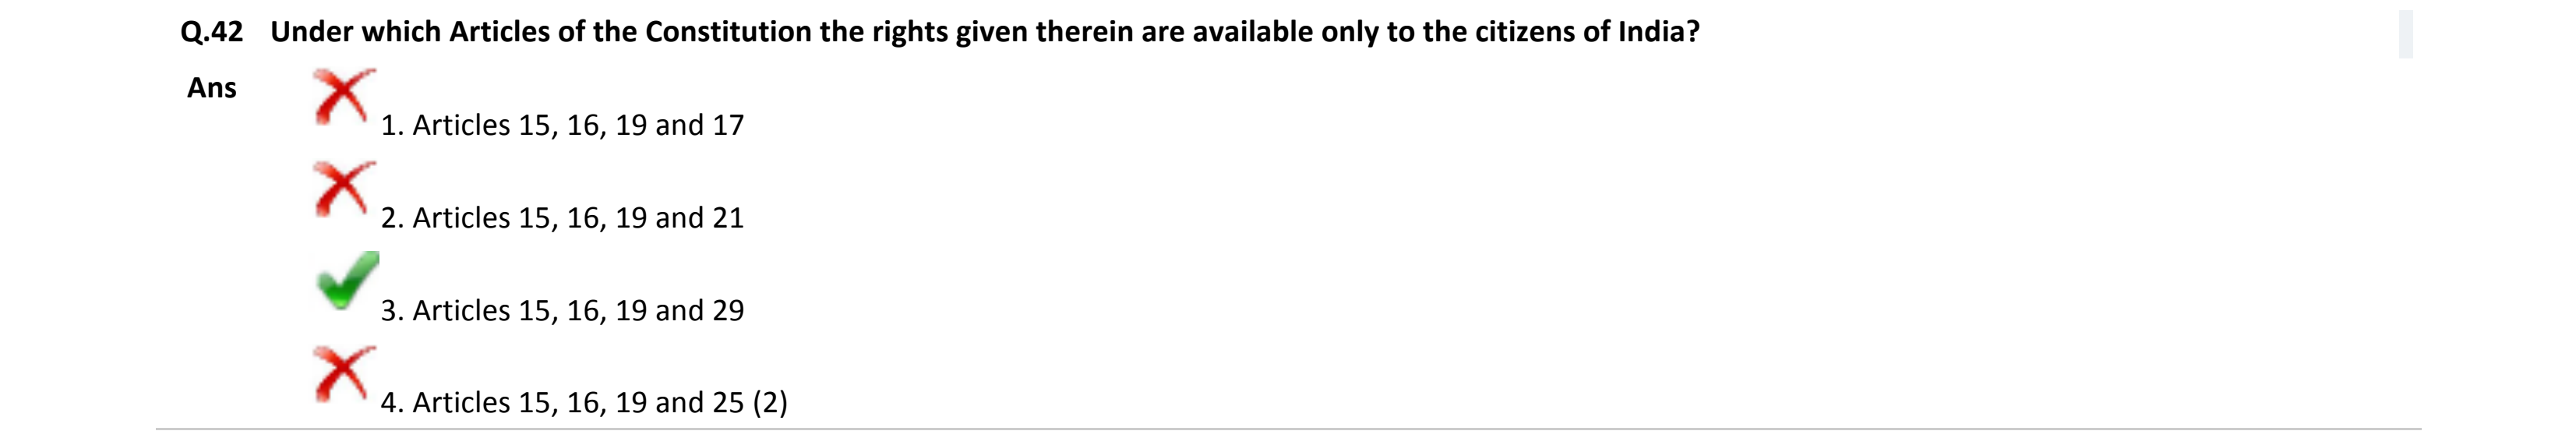 Q.42 Under which Articles of the Constitution the rights given therein are available only to the citizens of India?
Ans
1. Articles 15, 16, 19 and 17
2. Articles 15, 16, 19 and 21
3. Articles 15, 16, 19 and 29
4. Articles 15, 16, 19 and 25 (2)